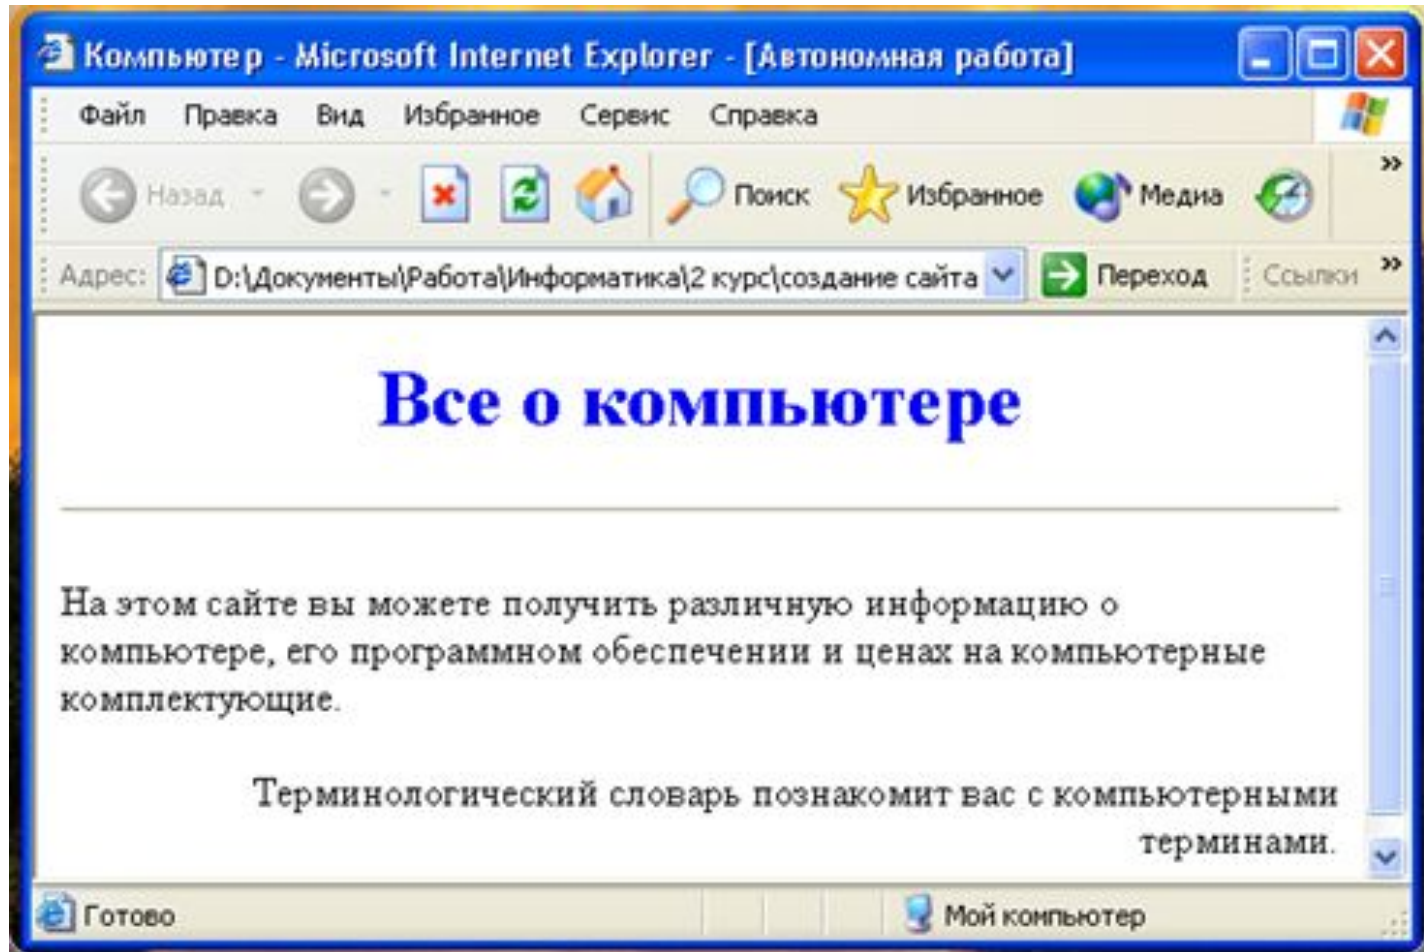 Компьютер - Microsoft Internet Explorer - [Автономная работа]
Файл Правка Вид Избранное Сервис Справка
Назад Поиск Избранное Медиа »
Адрес: D:\Документы\Работа\Информатика\2 курс\создание сайта Переход Ссылки »
Все о компьютере
На этом сайте вы можете получить различную информацию о
компьютере, его программном обеспечении и ценах на компьютерные
комплектующие.
Терминологический словарь познакомит вас с компьютерными
терминами.
Готово Мой компьютер